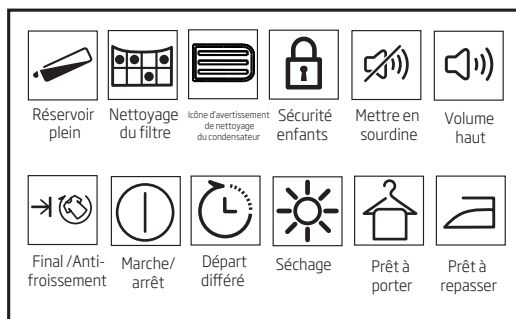 Réservoir
plein
Nettoyage
du filtre
Icône d'avertissement
de nettoyage
du condensateur
Sécurité
enfants
Mettre en
sourdine
Volume
haut
Final /Anti-
froissement
Marche/
arrêt
Départ
différé
Séchage
Prêt à
porter
Prêt à
repasser